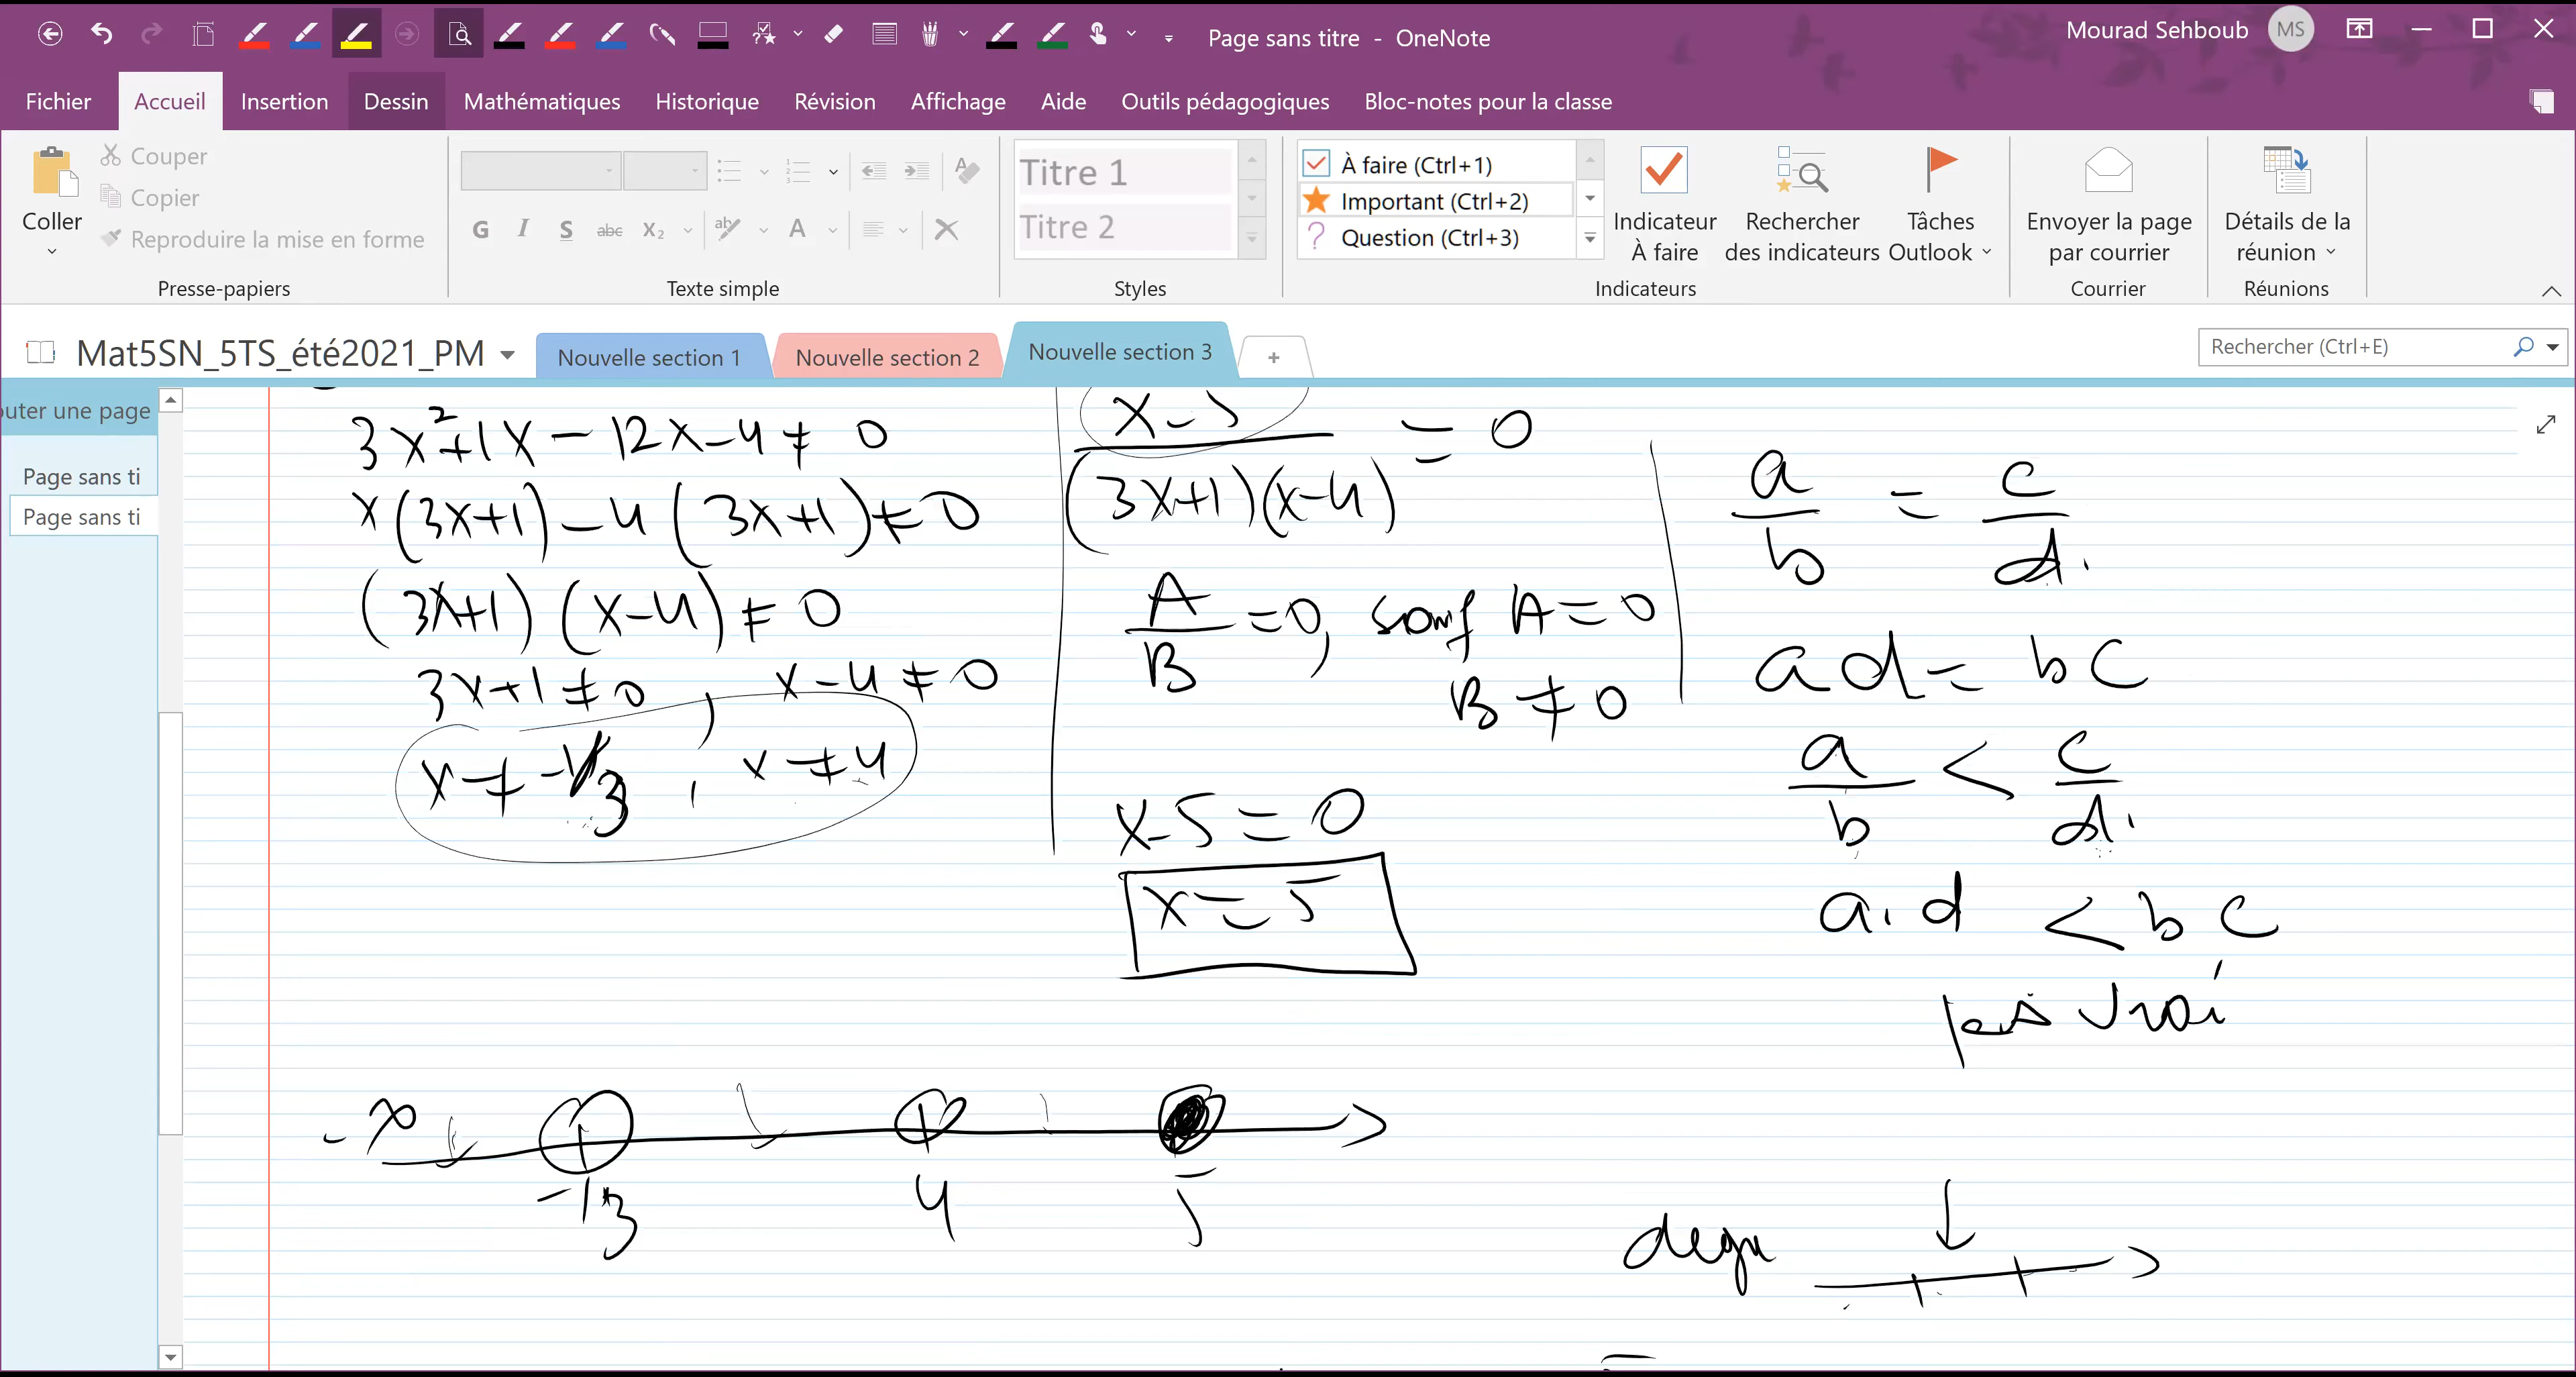 Page sans titre - OneNote
Mourad Sehboub
MS
Fichier Accueil Insertion Dessin Mathématiques Historique Révision Affichage Aide Outils pédagogiques Bloc-notes pour la classe
Coller
Couper
Copier
Reproduire la mise en forme
Presse-papiers
G I S abc X₂ ab A
Texte simple
Titre 1
Titre 2
Styles
À faire (Ctrl+1)
Important (Ctrl+2)
Question (Ctrl+3)
Indicateur
À faire
Rechercher
des indicateurs
Tâches
Outlook
Indicateurs
Envoyer la page
par courrier
Courrier
Détails de la
réunion
Réunions
Mat5SN_5TS_été2021_PM
Nouvelle section 1
Nouvelle section 2
Nouvelle section 3
+
Rechercher (Ctrl+E)
outer une page
Page sans ti
Page sans ti
3x²+1x-12x-4≠0
x(3x+1)-4(3x+1)≠0
(3x+1)(x-4)≠0
3x+1≠0, x-4≠0
x≠-1/3, x≠4
x-5
(3x+1)(x-4)
=0
A/B=0, A=0
B≠0
x-5=0
x=5
a/b = c/d
ad = bc
a/b < c/d
a.d < bc
pas vrai
-∞
-1/3 4 5